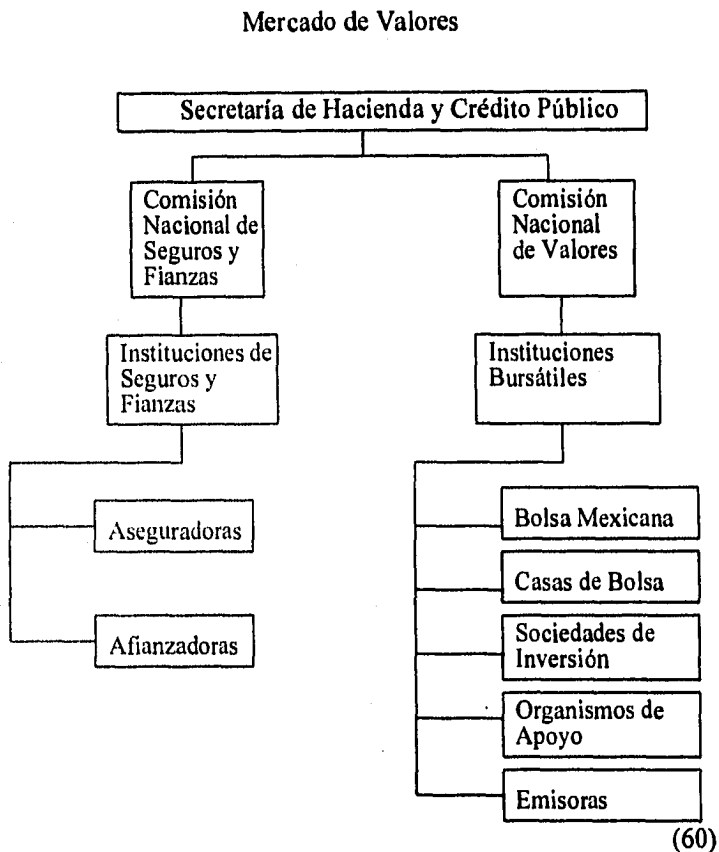 Mercado de Valores
Secretaría de Hacienda y Crédito Público
Comisión
Nacional de
Seguros y
Fianzas
Comisión
Nacional
de Valores
Instituciones de
Seguros y
Fianzas
Instituciones
Bursátiles
Aseguradoras
Afianzadoras
Bolsa Mexicana
Casas de Bolsa
Sociedades de
Inversión
Organismos de
Apoyo
Emisoras
(60)